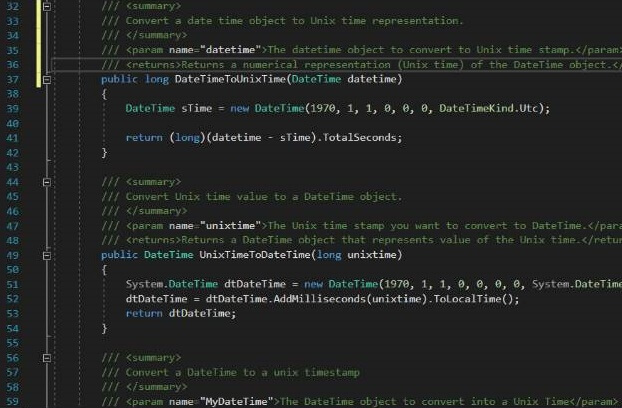 32 /// <summary>
33 /// Convert a date time object to Unix time representation.
34 /// </summary>
35 /// <param name="datetime">The datetime object to convert to Unix time stamp.</param>
36 /// <returns>Returns a numerical representation (Unix time) of the DateTime object.</
37 public long DateTimeToUnixTime(DateTime datetime)
38 {
39 DateTime sTime = new DateTime(1970, 1, 1, 0, 0, 0, DateTimeKind.Utc);
40
41 return (long)(datetime - sTime).TotalSeconds;
42 }
43
44 /// <summary>
45 /// Convert Unix time value to a DateTime object.
46 /// </summary>
47 /// <param name="unixtime">The Unix time stamp you want to convert to DateTime.</para
48 /// <returns>Returns a DateTime object that represents value of the Unix time.</retur
49 public DateTime UnixTimeToDateTime(long unixtime)
50 {
51 System.DateTime dtDateTime = new DateTime(1970, 1, 1, 0, 0, 0, 0, System.DateTime
52 dtDateTime = dtDateTime.AddMilliseconds(unixtime).ToLocalTime();
53 return dtDateTime;
54 }
55
56 /// <summary>
57 /// Convert a DateTime to a unix timestamp
58 /// </summary>
59 /// <param name="MyDateTime">The DateTime object to convert into a Unix Time</param>